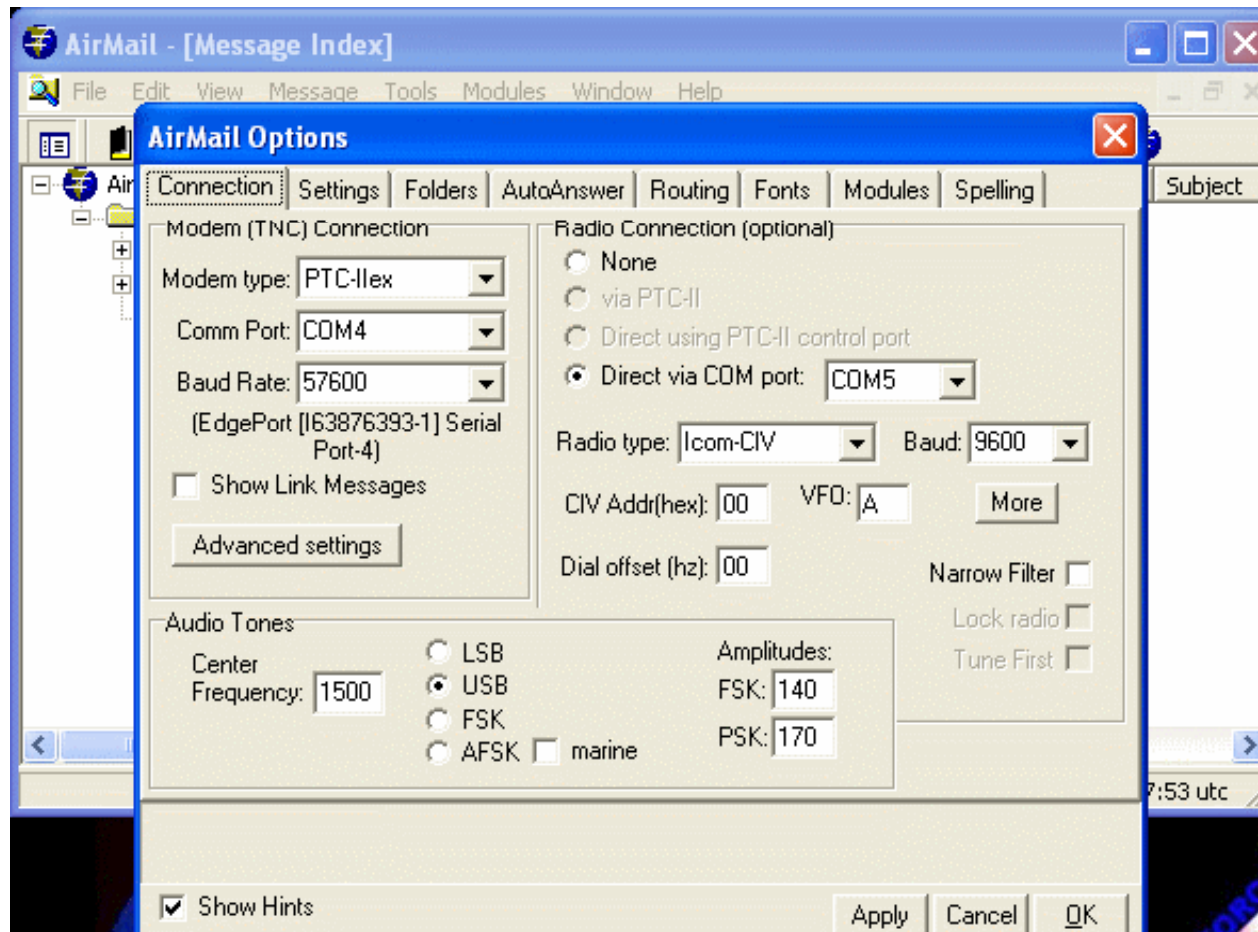 AirMail - [Message Index]
File Edit View Message Tools Modules Window Help
AirMail Options
Air
Subject
Connection Settings Folders AutoAnswer Routing Fonts Modules Spelling
Modem (TNC) Connection
Modem type: PTC-IIex
Comm Port: COM4
Baud Rate: 57600
(EdgePort [I63876393-1] Serial
Port-4)
Show Link Messages
Advanced settings
Radio Connection (optional)
None
via PTC-II
Direct using PTC-II control port
Direct via COM port: COM5
Radio type: Icom-CIV Baud: 9600
CIV Addr(hex): 00 VFO: A More
Dial offset (hz): 00 Narrow Filter
Lock radio
Tune First
Audio Tones
Center
Frequency: 1500
LSB
USB
FSK
AFSK marine
Amplitudes:
FSK: 140
PSK: 170
7:53 utc
Show Hints
Apply Cancel OK